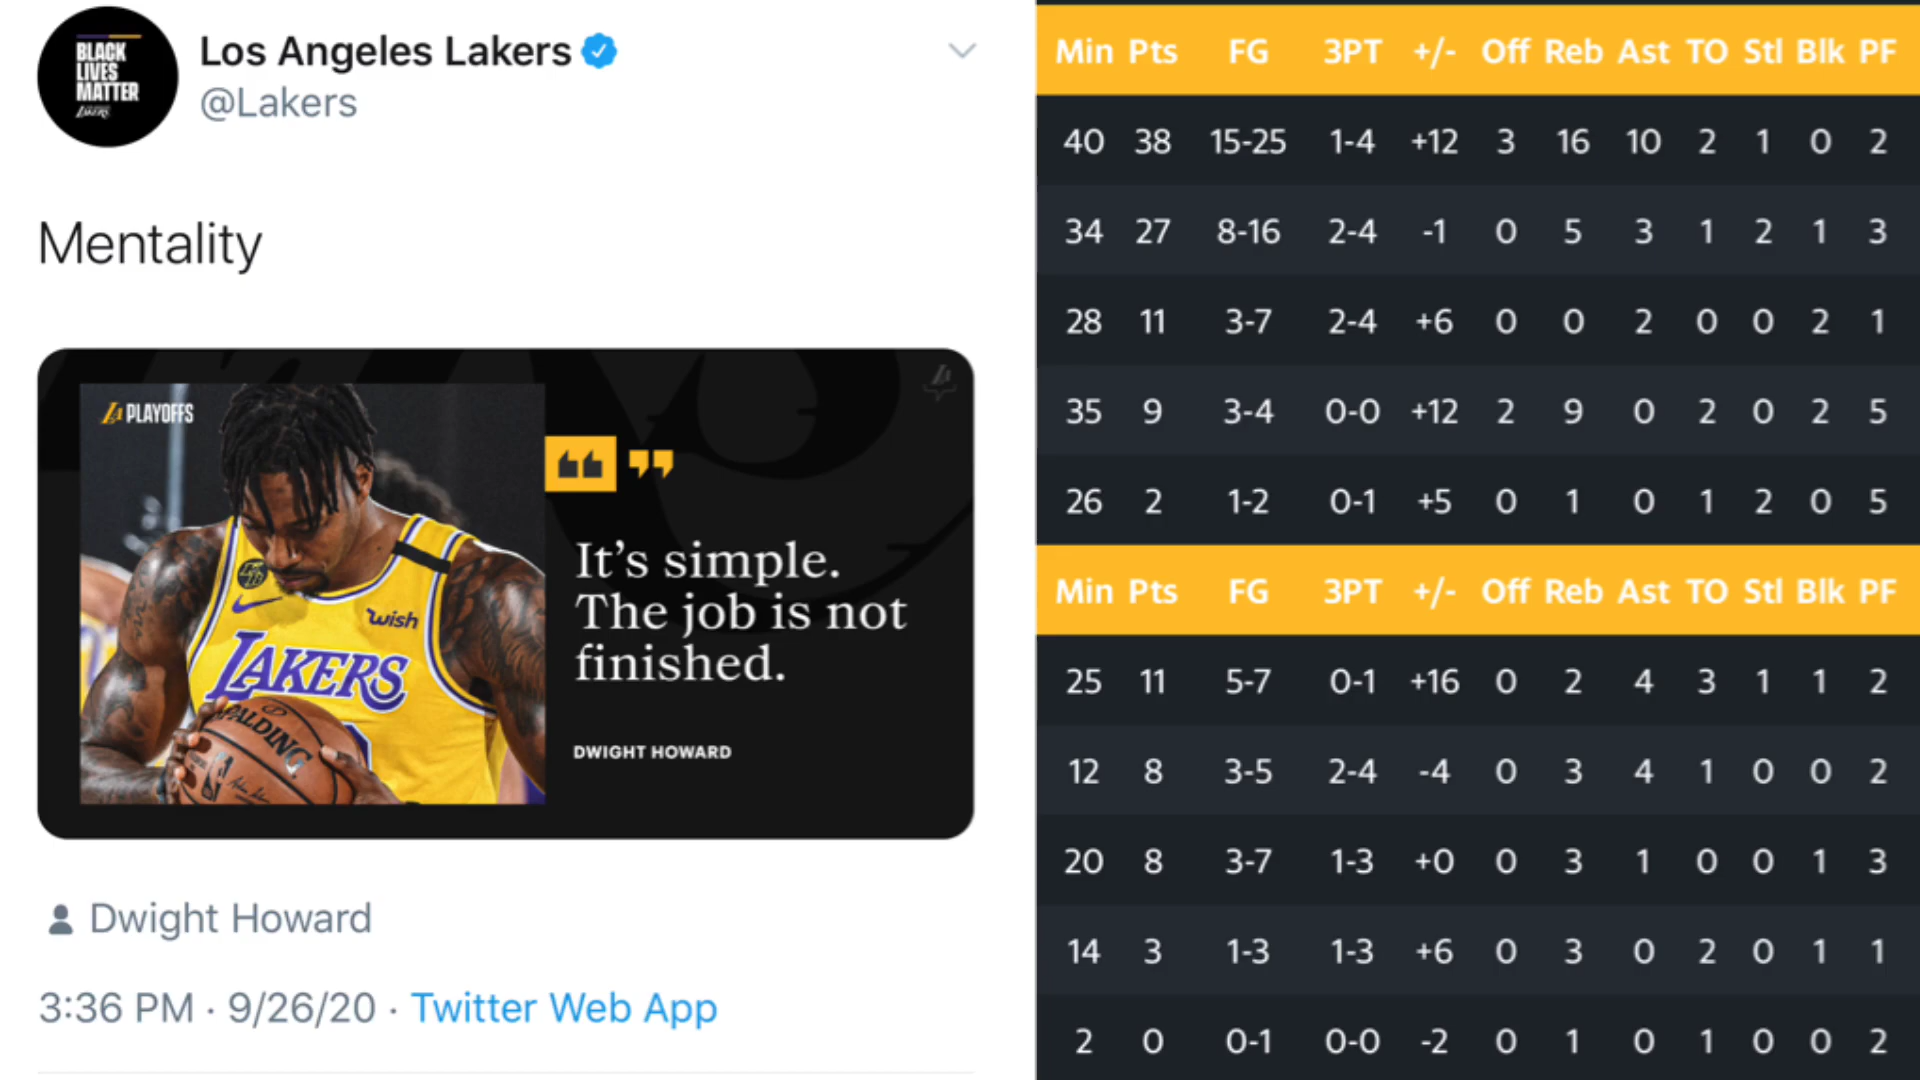 BLACK
LIVES
MATTER
LAKERS
Los Angeles Lakers
@Lakers
Mentality
LA PLAYOFFS
wish
LAKERS
SPALDING
“ ”
It’s simple.
The job is not
finished.
DWIGHT HOWARD
Dwight Howard
3:36 PM · 9/26/20 · Twitter Web App
Min Pts FG 3PT +/- Off Reb Ast TO Stl Blk PF
40 38 15-25 1-4 +12 3 16 10 2 1 0 2
34 27 8-16 2-4 -1 0 5 3 1 2 1 3
28 11 3-7 2-4 +6 0 0 2 0 0 2 1
35 9 3-4 0-0 +12 2 9 0 2 0 2 5
26 2 1-2 0-1 +5 0 1 0 1 2 0 5
Min Pts FG 3PT +/- Off Reb Ast TO Stl Blk PF
25 11 5-7 0-1 +16 0 2 4 3 1 1 2
12 8 3-5 2-4 -4 0 3 4 1 0 0 2
20 8 3-7 1-3 +0 0 3 1 0 0 1 3
14 3 1-3 1-3 +6 0 3 0 2 0 1 1
2 0 0-1 0-0 -2 0 1 0 1 0 0 2